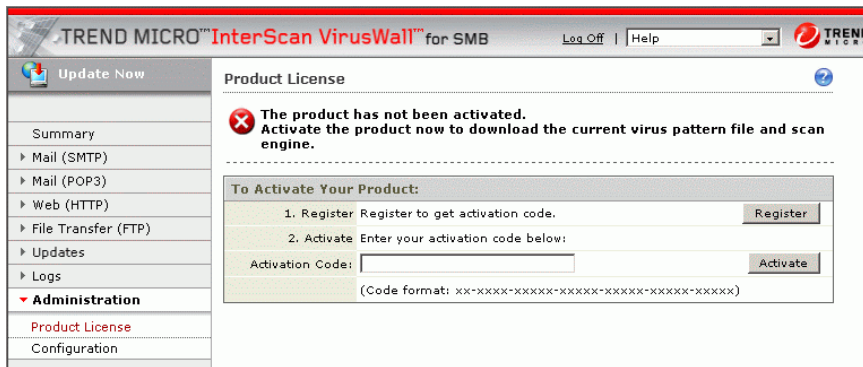 TREND MICRO™ InterScan VirusWall™ for SMB
Log Off | Help
TREND
MICRO
Update Now
Summary
Mail (SMTP)
Mail (POP3)
Web (HTTP)
File Transfer (FTP)
Updates
Logs
Administration
Product License
Configuration
Product License
?
The product has not been activated.
Activate the product now to download the current virus pattern file and scan
engine.
To Activate Your Product:
1. Register Register to get activation code. Register
2. Activate Enter your activation code below:
Activation Code: Activate
(Code format: xx-xxxx-xxxxx-xxxxx-xxxxx-xxxxx-xxxxx)